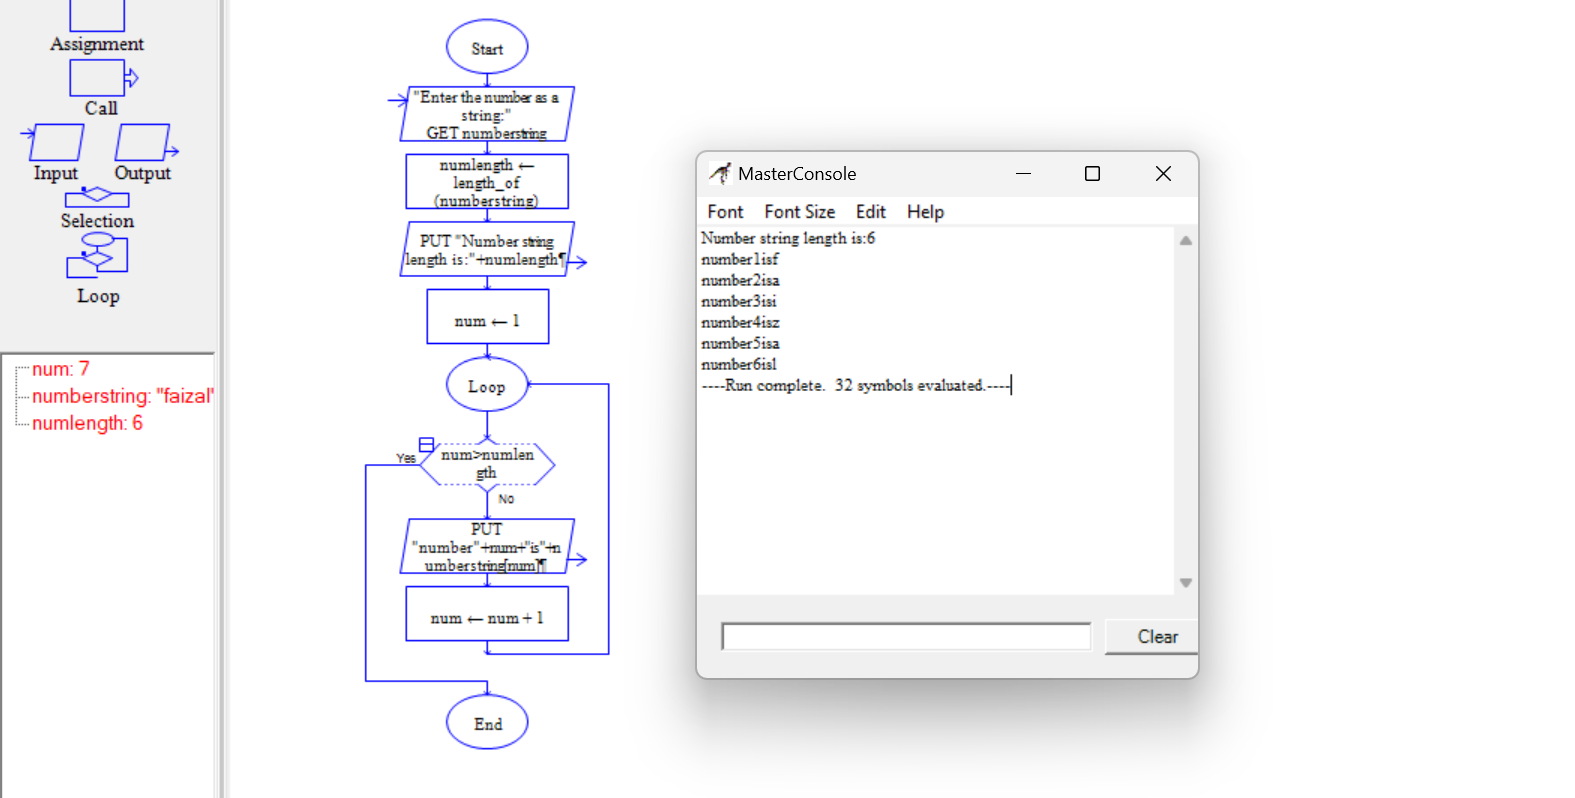 Assignment
Call
Input
Output
Selection
Loop
num: 7
numberstring: "faizal"
numlength: 6
Start
"Enter the number as a
string:"
GET numberstring
numlength ←
length_of
(numberstring)
PUT "Number string
length is:"+numlength¶
num ← 1
Loop
Yes
num>numlen
gth
No
PUT
"number"+num+"is"+n
umberstring[num]¶
num ← num + 1
End
MasterConsole
Font Font Size Edit Help
Number string length is:6
number1isf
number2isa
number3isi
number4isz
number5isa
number6isl
----Run complete. 32 symbols evaluated.----
Clear